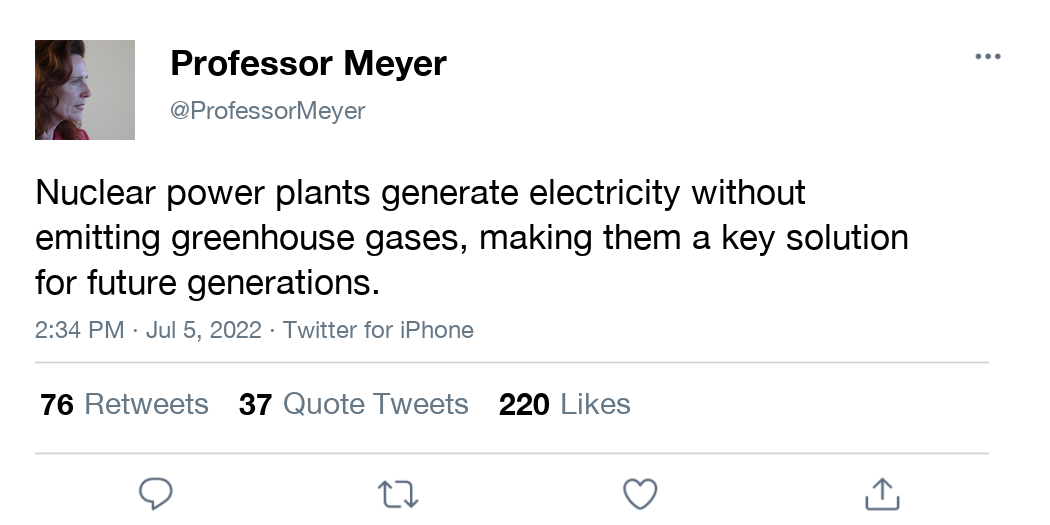 Professor Meyer
@ProfessorMeyer
Nuclear power plants generate electricity without
emitting greenhouse gases, making them a key solution
for future generations.
2:34 PM · Jul 5, 2022 · Twitter for iPhone
76 Retweets 37 Quote Tweets 220 Likes